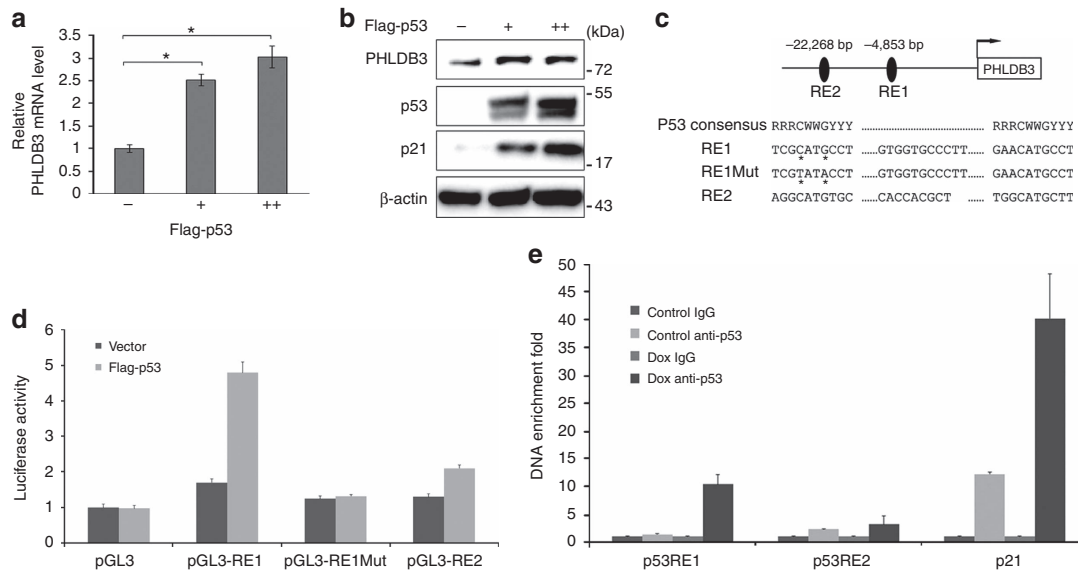 a
Relative
PHLDB3 mRNA level
3.5
3
2.5
2
1.5
1
0.5
0
*
*
– + ++
Flag-p53
b
Flag-p53 – + ++ (kDa)
PHLDB3
-72
-55
p53
p21
-17
β-actin
-43
c
–22,268 bp –4,853 bp
PHLDB3
RE2 RE1
P53 consensus RRRCWWGYYY ........................................ RRRCWWGYYY
RE1 TCGCATGCCT ......GTGGTGCCCTT...... GAACATGCCT
* *
RE1Mut TCGTATACCT ......GTGGTGCCCTT...... GAACATGCCT
* *
RE2 AGGCATGTGC ......CACCACGCT ...... TGGCATGCTT
d
Luciferase activity
6
5
4
3
2
1
0
Vector
Flag-p53
pGL3 pGL3-RE1 pGL3-RE1Mut pGL3-RE2
e
DNA enrichment fold
50
45
40
35
30
25
20
15
10
5
0
Control IgG
Control anti-p53
Dox IgG
Dox anti-p53
p53RE1 p53RE2 p21